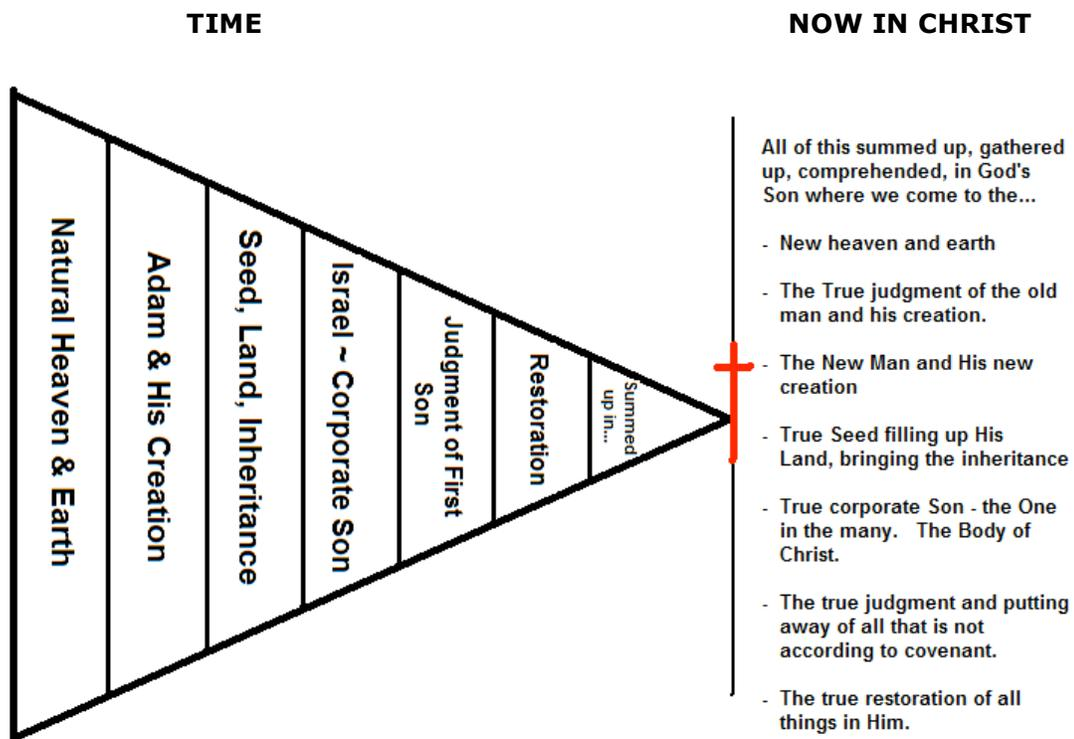 TIME
NOW IN CHRIST
Natural Heaven & Earth
Adam & His Creation
Seed, Land, Inheritance
Israel ~ Corporate Son
Judgment of First
Son
Restoration
Summed
up in...
All of this summed up, gathered
up, comprehended, in God's
Son where we come to the...
- New heaven and earth
- The True judgment of the old
man and his creation.
- The New Man and His new
creation
- True Seed filling up His
Land, bringing the inheritance
- True corporate Son - the One
in the many. The Body of
Christ.
- The true judgment and putting
away of all that is not
according to covenant.
- The true restoration of all
things in Him.